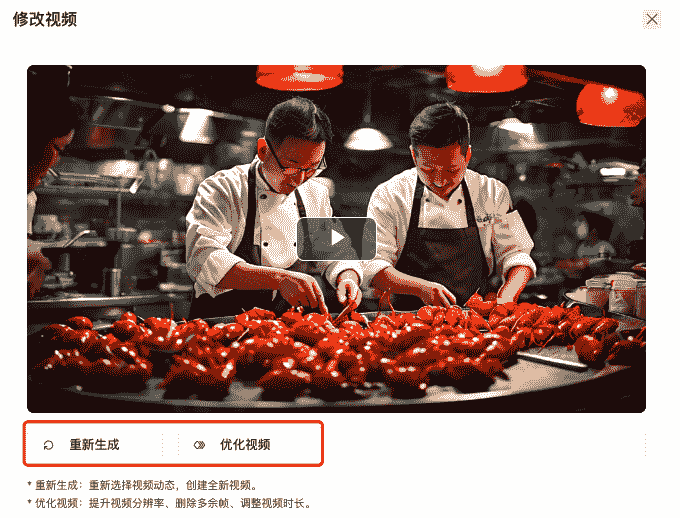 修改视频
重新生成
优化视频
* 重新生成：重新选择视频动态，创建全新视频。
* 优化视频：提升视频分辨率、删除多余帧、调整视频时长。